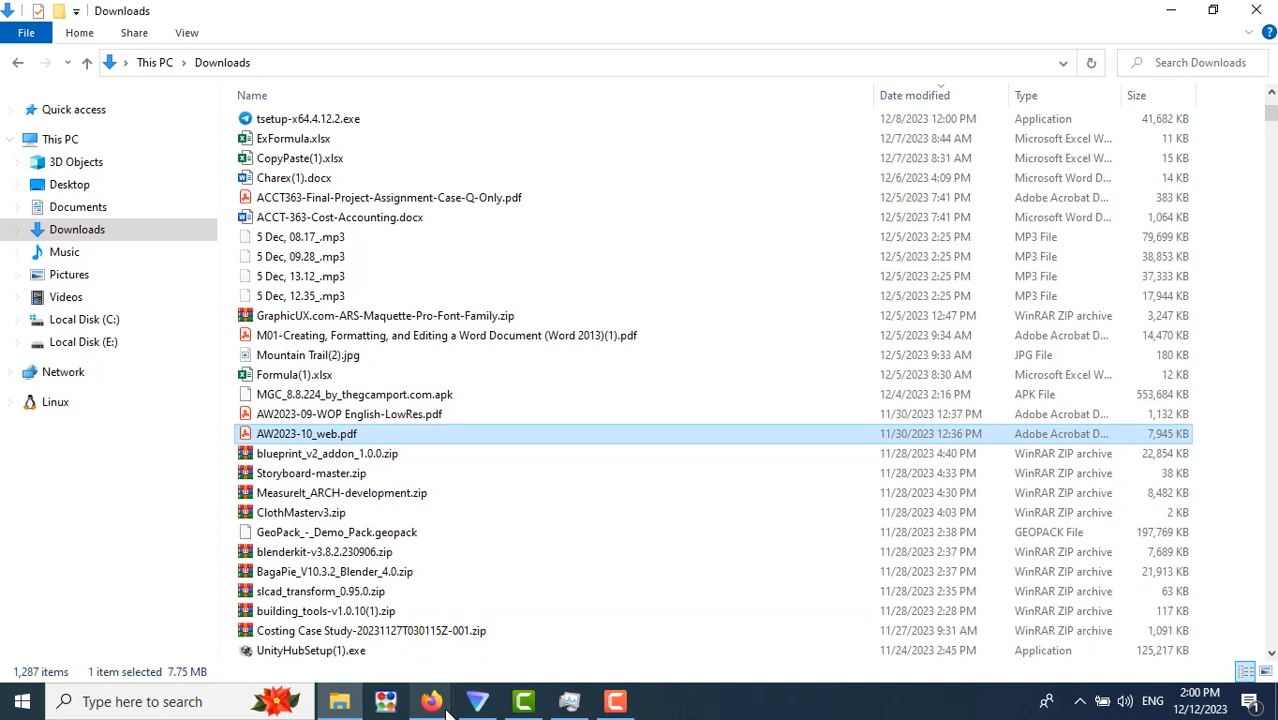 Downloads
File Home Share View
This PC Downloads Search Downloads
Name Date modified Type Size
Quick access
This PC
3D Objects
Desktop
Documents
Downloads
Music
Pictures
Videos
Local Disk (C:)
Local Disk (E:)
Network
Linux
tsetup-x64.4.12.2.exe 12/8/2023 12:00 PM Application 41,682 KB
ExFormula.xlsx 12/7/2023 8:44 AM Microsoft Excel W... 11 KB
CopyPaste(1).xlsx 12/7/2023 8:31 AM Microsoft Excel W... 15 KB
Charex(1).docx 12/6/2023 4:09 PM Microsoft Word D... 14 KB
ACCT363-Final-Project-Assignment-Case-Q-Only.pdf 12/5/2023 7:41 PM Adobe Acrobat D... 383 KB
ACCT-363-Cost-Accounting.docx 12/5/2023 7:41 PM Microsoft Word D... 1,064 KB
5 Dec, 08.17_.mp3 12/5/2023 2:25 PM MP3 File 79,699 KB
5 Dec, 09.28_.mp3 12/5/2023 2:25 PM MP3 File 38,853 KB
5 Dec, 13.12_.mp3 12/5/2023 2:25 PM MP3 File 37,333 KB
5 Dec, 12.35_.mp3 12/5/2023 2:25 PM MP3 File 17,944 KB
GraphicUX.com-ARS-Maquette-Pro-Font-Family.zip 12/5/2023 12:47 PM WinRAR ZIP archive 3,247 KB
M01-Creating, Formatting, and Editing a Word Document (Word 2013)(1).pdf 12/5/2023 9:34 AM Adobe Acrobat D... 14,470 KB
Mountain Trail(2).jpg 12/5/2023 9:33 AM JPG File 180 KB
Formula(1).xlsx 12/5/2023 8:30 AM Microsoft Excel W... 12 KB
MGC_8.8.224_by_thegcamport.com.apk 12/4/2023 2:16 PM APK File 553,684 KB
AW2023-09-WOP English-LowRes.pdf 11/30/2023 12:37 PM Adobe Acrobat D... 1,132 KB
AW2023-10_web.pdf 11/30/2023 12:36 PM Adobe Acrobat D... 7,945 KB
blueprint_v2_addon_1.0.0.zip 11/28/2023 4:40 PM WinRAR ZIP archive 22,854 KB
Storyboard-master.zip 11/28/2023 4:33 PM WinRAR ZIP archive 38 KB
MeasureIt_ARCH-development.zip 11/28/2023 4:30 PM WinRAR ZIP archive 8,482 KB
ClothMasterv3.zip 11/28/2023 4:03 PM WinRAR ZIP archive 2 KB
GeoPack_-_Demo_Pack.geopack 11/28/2023 2:38 PM GEOPACK File 197,769 KB
blenderkit-v3.8.2.230906.zip 11/28/2023 2:37 PM WinRAR ZIP archive 7,689 KB
BagaPie_V10.3.2_Blender_4.0.zip 11/28/2023 2:37 PM WinRAR ZIP archive 21,913 KB
slcad_transform_0.95.0.zip 11/28/2023 2:35 PM WinRAR ZIP archive 63 KB
building_tools-v1.0.10(1).zip 11/28/2023 2:28 PM WinRAR ZIP archive 117 KB
Costing Case Study-20231127T030115Z-001.zip 11/27/2023 9:31 AM WinRAR ZIP archive 1,091 KB
UnityHubSetup(1).exe 11/24/2023 2:45 PM Application 125,217 KB
1,287 items 1 item selected 7.75 MB
Type here to search ENG 2:00 PM
12/12/2023 1